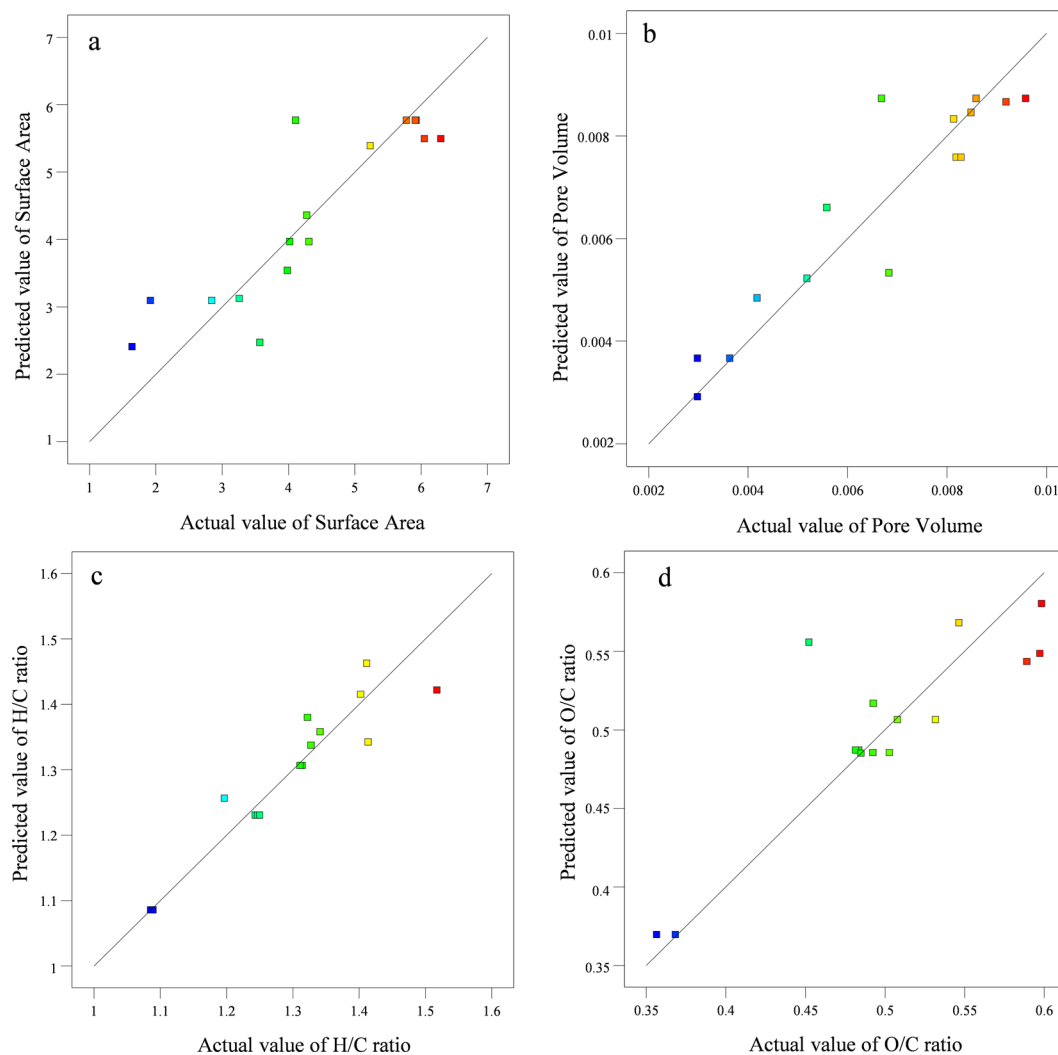 a
7
6
5
4
3
2
1
Predicted value of Surface Area
1 2 3 4 5 6 7
Actual value of Surface Area
b
0.01
0.008
0.006
0.004
0.002
Predicted value of Pore Volume
0.002 0.004 0.006 0.008 0.01
Actual value of Pore Volume
c
1.6
1.5
1.4
1.3
1.2
1.1
1
Predicted value of H/C ratio
1 1.1 1.2 1.3 1.4 1.5 1.6
Actual value of H/C ratio
d
0.6
0.55
0.5
0.45
0.4
0.35
Predicted value of O/C ratio
0.35 0.4 0.45 0.5 0.55 0.6
Actual value of O/C ratio